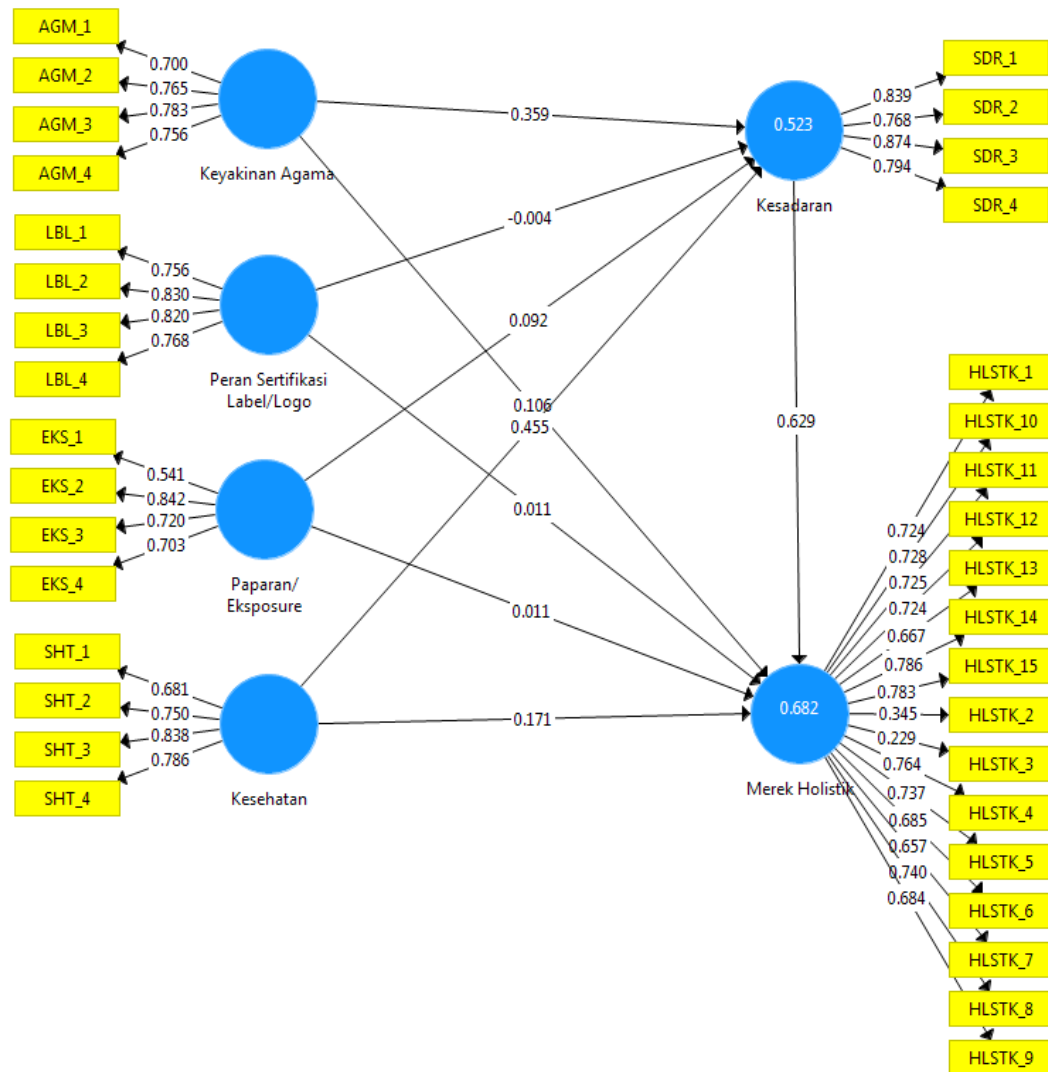 AGM_1
AGM_2
AGM_3
AGM_4
0.700
0.765
0.783
0.756
Keyakinan Agama
LBL_1
LBL_2
LBL_3
LBL_4
0.756
0.830
0.820
0.768
Peran Sertifikasi
Label/Logo
EKS_1
EKS_2
EKS_3
EKS_4
0.541
0.842
0.720
0.703
Paparan/
Eksposure
SHT_1
SHT_2
SHT_3
SHT_4
0.681
0.750
0.838
0.786
Kesehatan
0.359
-0.004
0.092
0.106
0.455
0.011
0.011
0.171
0.629
0.523
Kesadaran
0.839
0.768
0.874
0.794
SDR_1
SDR_2
SDR_3
SDR_4
0.682
Merek Holistik
0.724
0.728
0.725
0.724
0.667
0.786
0.783
0.345
0.229
0.764
0.737
0.685
0.657
0.740
0.684
HLSTK_1
HLSTK_10
HLSTK_11
HLSTK_12
HLSTK_13
HLSTK_14
HLSTK_15
HLSTK_2
HLSTK_3
HLSTK_4
HLSTK_5
HLSTK_6
HLSTK_7
HLSTK_8
HLSTK_9